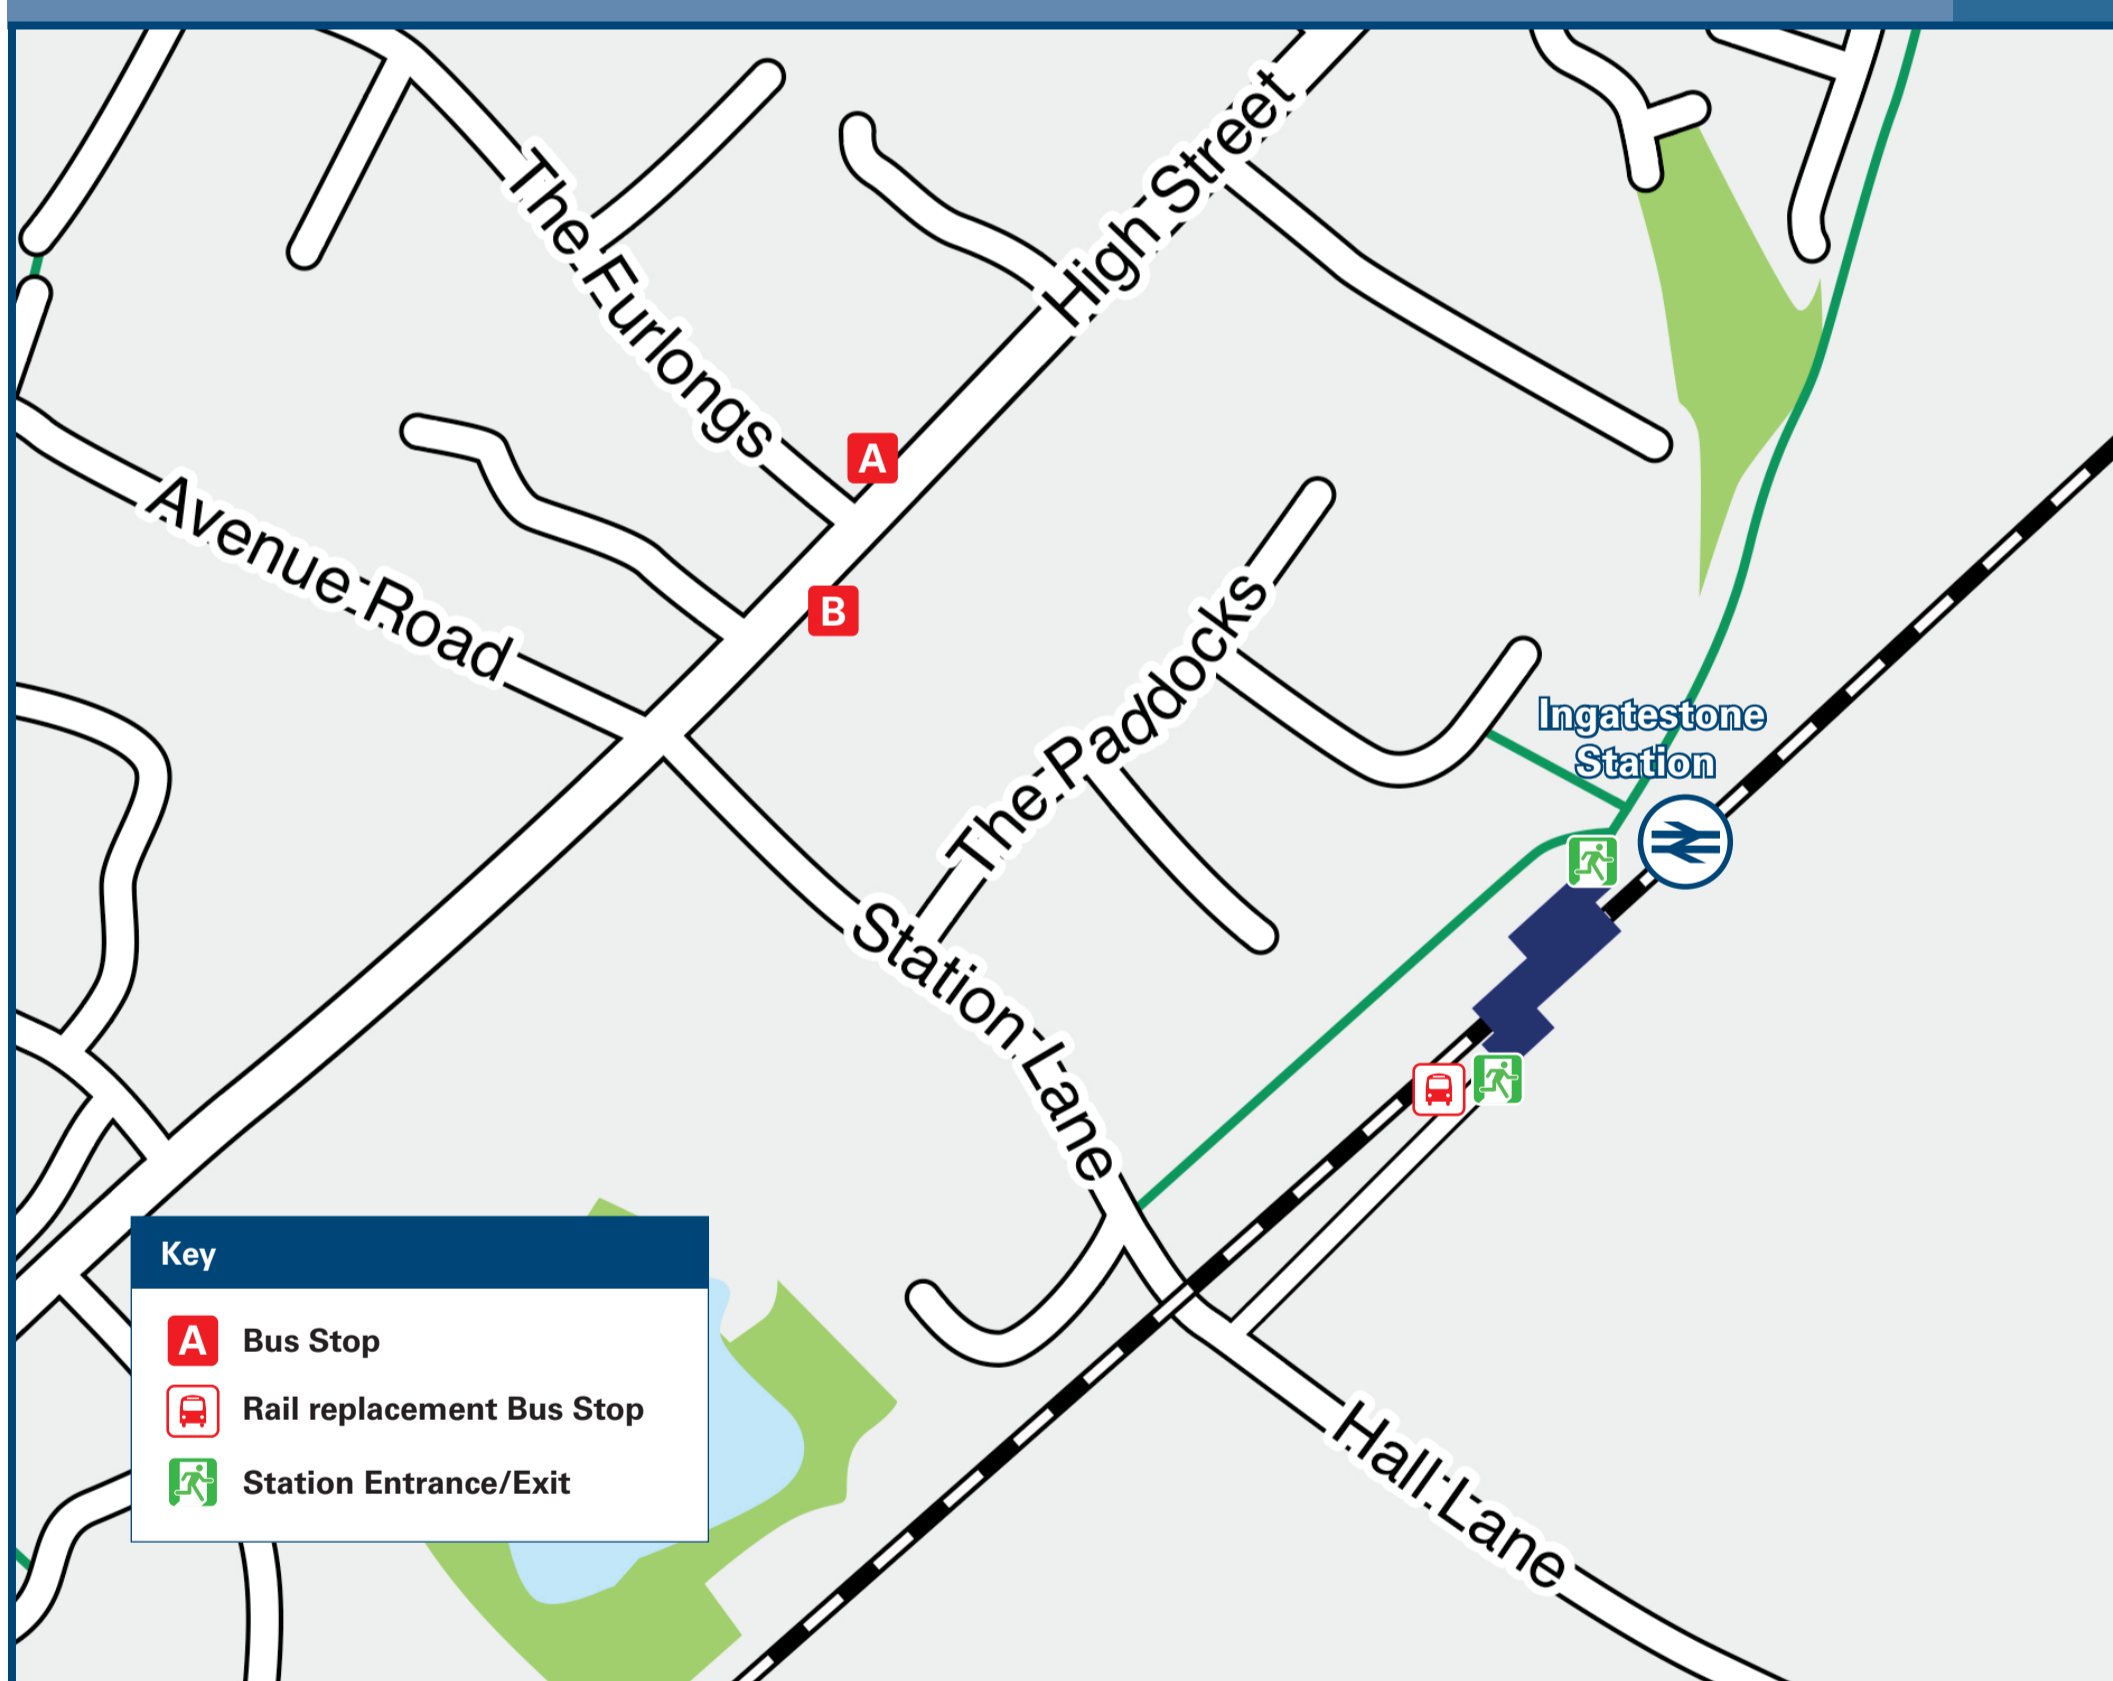 The Furlongs
High Street
A
B
Avenue Road
The Paddocks
Ingatestone
Station
Station Lane
Hall Lane
Key
A Bus Stop
Rail replacement Bus Stop
Station Entrance/Exit